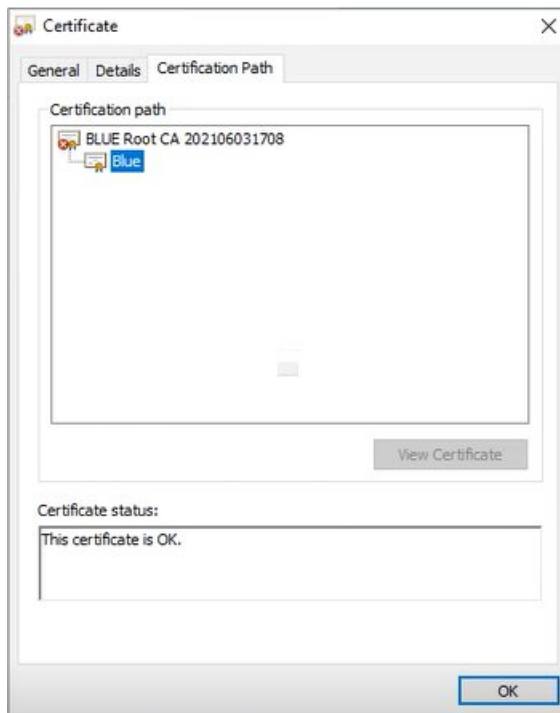 Certificate
General Details Certification Path
Certification path
BLUE Root CA 202106031708
Blue
View Certificate
Certificate status:
This certificate is OK.
OK